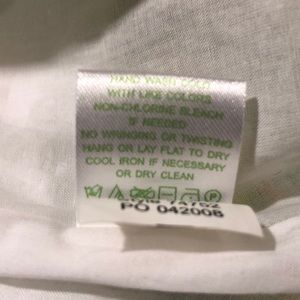 HAND WASH COLD
WITH LIKE COLORS
NON-CHLORINE BLEACH
IF NEEDED
NO WRINGING OR TWISTING
HANG OR LAY FLAT TO DRY
COOL IRON IF NECESSARY
OR DRY CLEAN
PO 042008